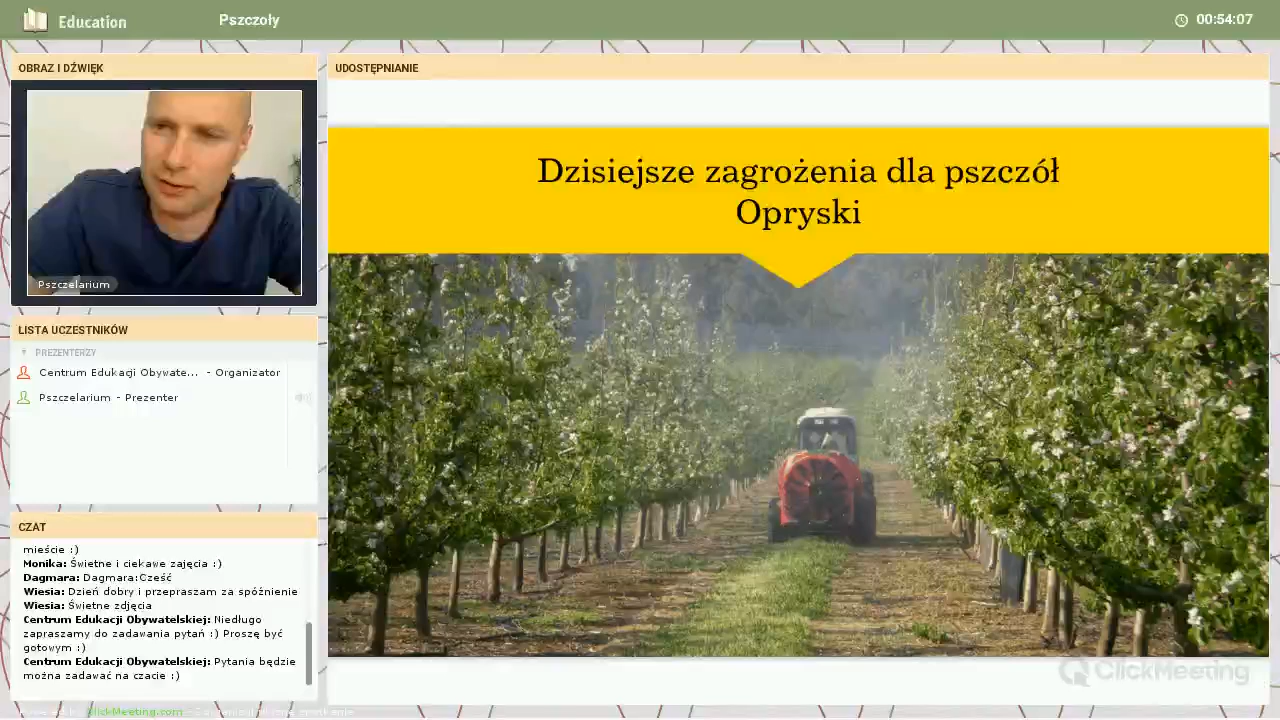 Education
Pszczoły
00:54:07
OBRAZ I DŹWIĘK
Pszczelarium
UDOSTĘPNIANIE
Dzisiejsze zagrożenia dla pszczół
Opryski
ClickMeeting
LISTA UCZESTNIKÓW
PREZENTERZY
Centrum Edukacji Obywate... - Organizator
Pszczelarium - Prezenter
CZAT
mieście :)
Monika: Świetne i ciekawe zajęcia :)
Dagmara: Dagmara:Cześć
Wiesia: Dzień dobry i przepraszam za spóźnienie
Wiesia: Świetne zdjęcia
Centrum Edukacji Obywatelskiej: Niedługo
zapraszamy do zadawania pytań :) Proszę być
gotowym :)
Centrum Edukacji Obywatelskiej: Pytania będzie
można zadawać na czacie :)
ClickMeeting.com